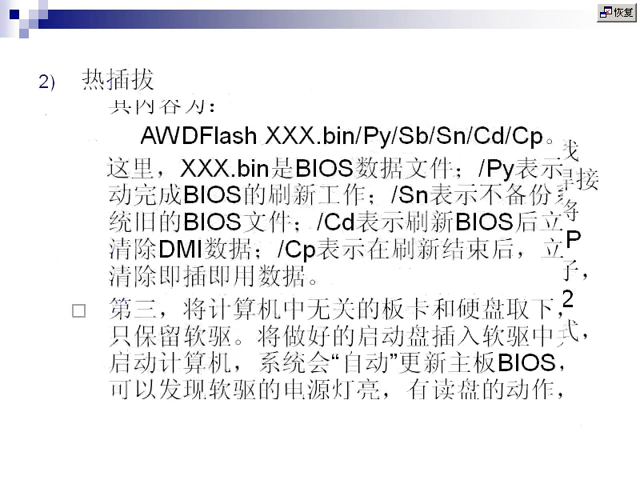 恢复
2) 热插拔
其内容为：
AWDFlash XXX.bin/Py/Sb/Sn/Cd/Cp。
这里，XXX.bin是BIOS数据文件；/Py表示
动完成BIOS的刷新工作；/Sn表示不备份
统旧的BIOS文件；/Cd表示刷新BIOS后立
清除DMI数据；/Cp表示在刷新结束后，立
清除即插即用数据。
第三，将计算机中无关的板卡和硬盘取下，
只保留软驱。将做好的启动盘插入软驱中
启动计算机，系统会“自动”更新主板BIOS，
可以发现软驱的电源灯亮，有读盘的动作，
接
P
子，
2
式，